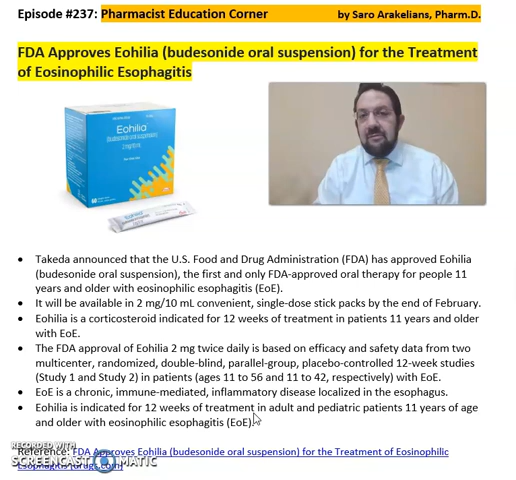 Episode #237: Pharmacist Education Corner by Saro Arakelians, Pharm.D.
FDA Approves Eohilia (budesonide oral suspension) for the Treatment
of Eosinophilic Esophagitis
Eohilia
(budesonide oral suspension)
• Takeda announced that the U.S. Food and Drug Administration (FDA) has approved Eohilia
(budesonide oral suspension), the first and only FDA-approved oral therapy for people 11
years and older with eosinophilic esophagitis (EoE).
• It will be available in 2 mg/10 mL convenient, single-dose stick packs by the end of February.
• Eohilia is a corticosteroid indicated for 12 weeks of treatment in patients 11 years and older
with EoE.
• The FDA approval of Eohilia 2 mg twice daily is based on efficacy and safety data from two
multicenter, randomized, double-blind, parallel-group, placebo-controlled 12-week studies
(Study 1 and Study 2) in patients (ages 11 to 56 and 11 to 42, respectively) with EoE.
• EoE is a chronic, immune-mediated, inflammatory disease localized in the esophagus.
• Eohilia is indicated for 12 weeks of treatment in adult and pediatric patients 11 years of age
and older with eosinophilic esophagitis (EoE).
RECORDED WITH
Reference: FDA Approves Eohilia (budesonide oral suspension) for the Treatment of Eosinophilic
Esophagitis (drugs.com)
SCREENCAST MATIC